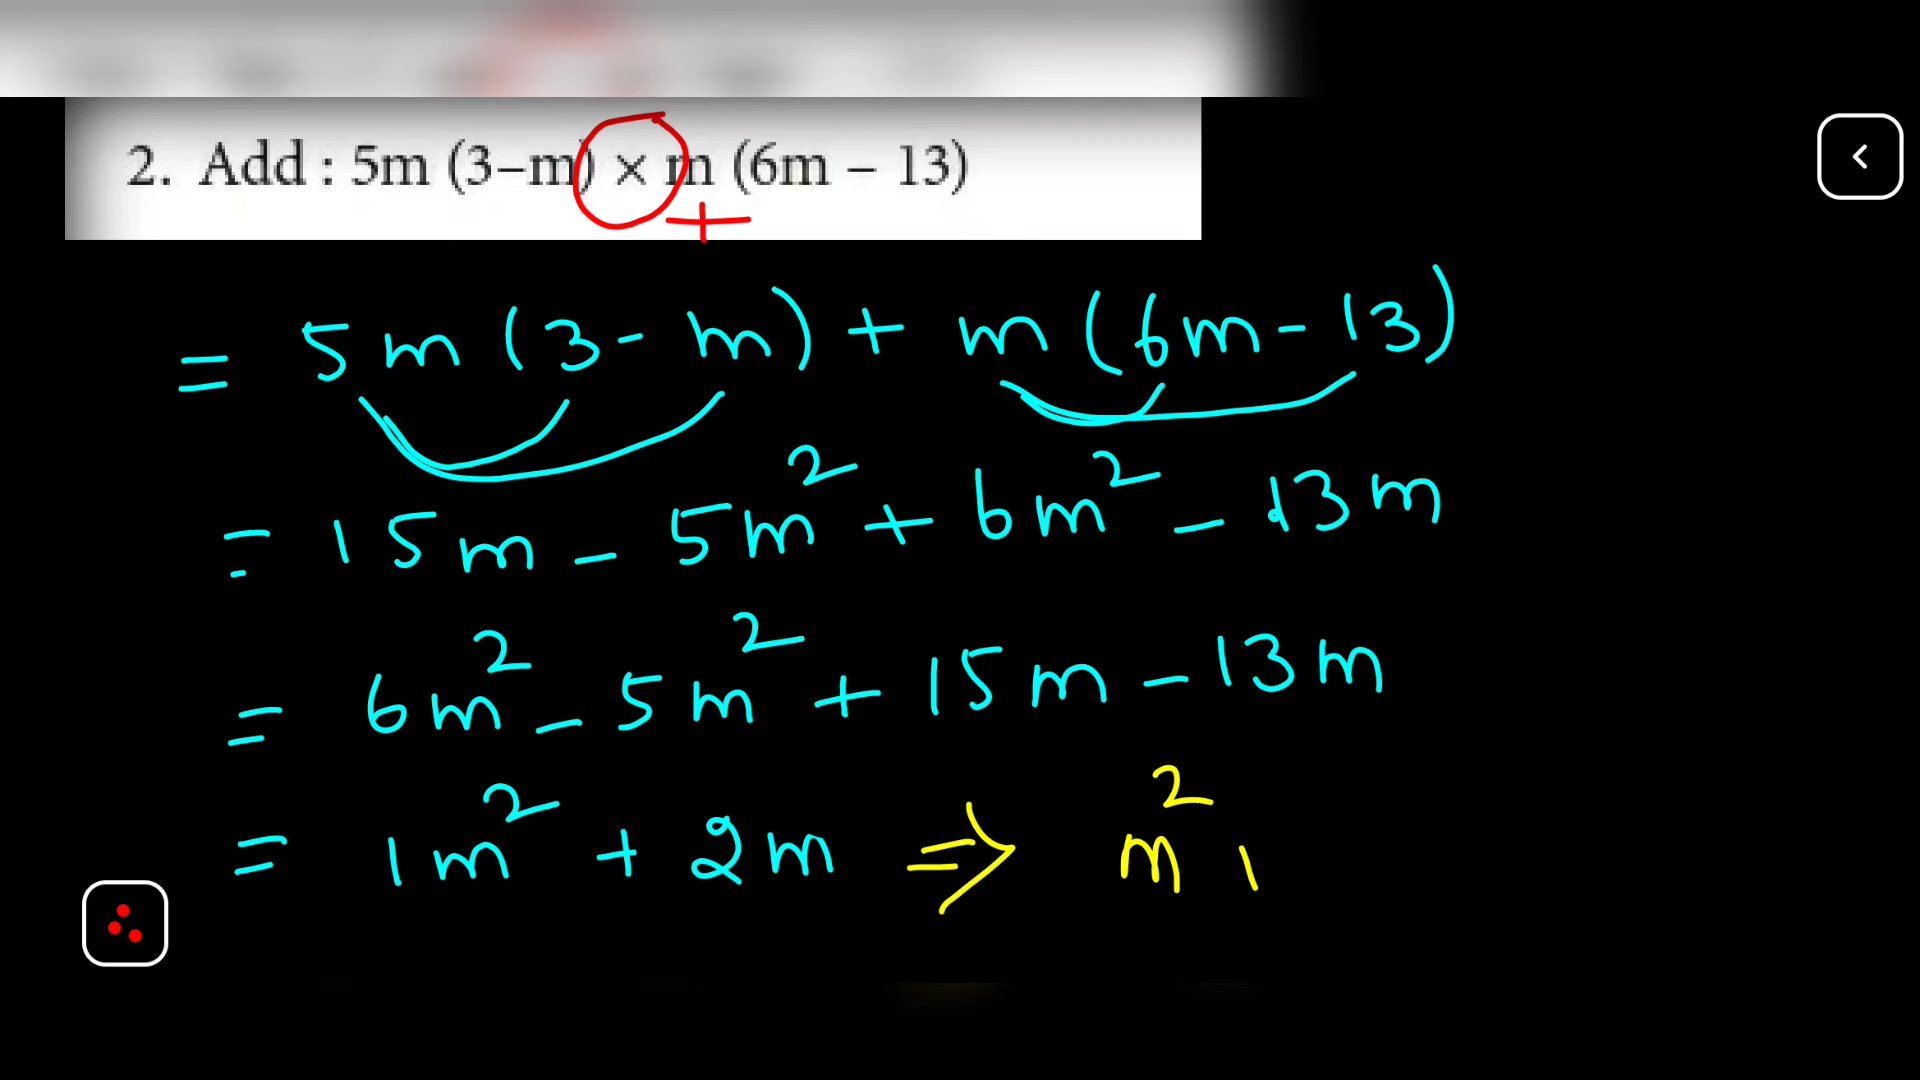 2. Add : 5m (3–m) × m (6m – 13)
+
= 5m (3 - m) + m (6m - 13)
= 15m - 5m² + 6m² - 13m
= 6m² - 5m² + 15m - 13m
= 1m² + 2m ⇒ m²